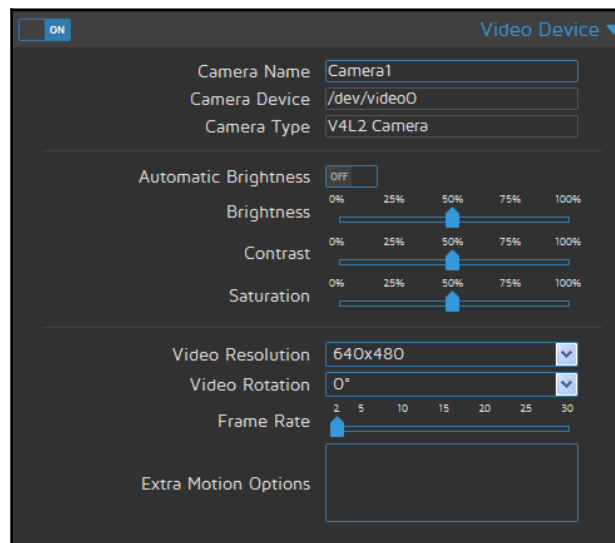 ON Video Device
Camera Name Camera1
Camera Device /dev/video0
Camera Type V4L2 Camera
Automatic Brightness OFF
0% 25% 50% 75% 100%
Brightness
0% 25% 50% 75% 100%
Contrast
0% 25% 50% 75% 100%
Saturation
Video Resolution 640x480
Video Rotation 0°
2 5 10 15 20 25 30
Frame Rate
Extra Motion Options